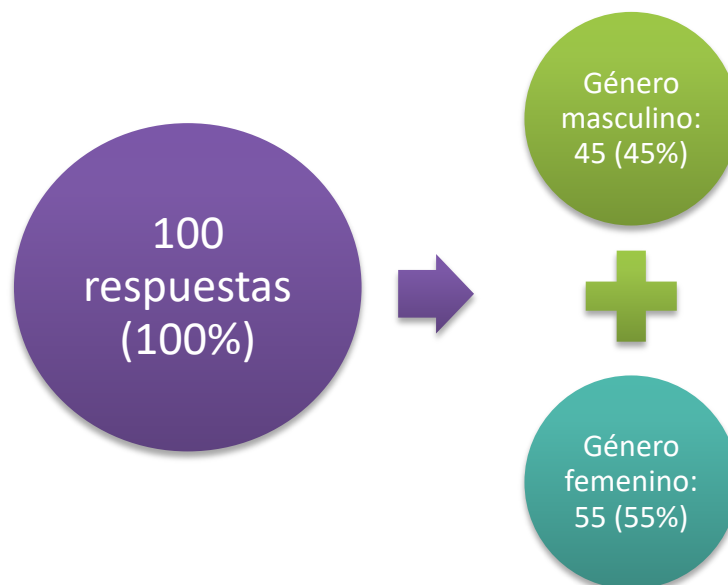 100
respuestas
(100%)
Género
masculino:
45 (45%)
Género
femenino:
55 (55%)